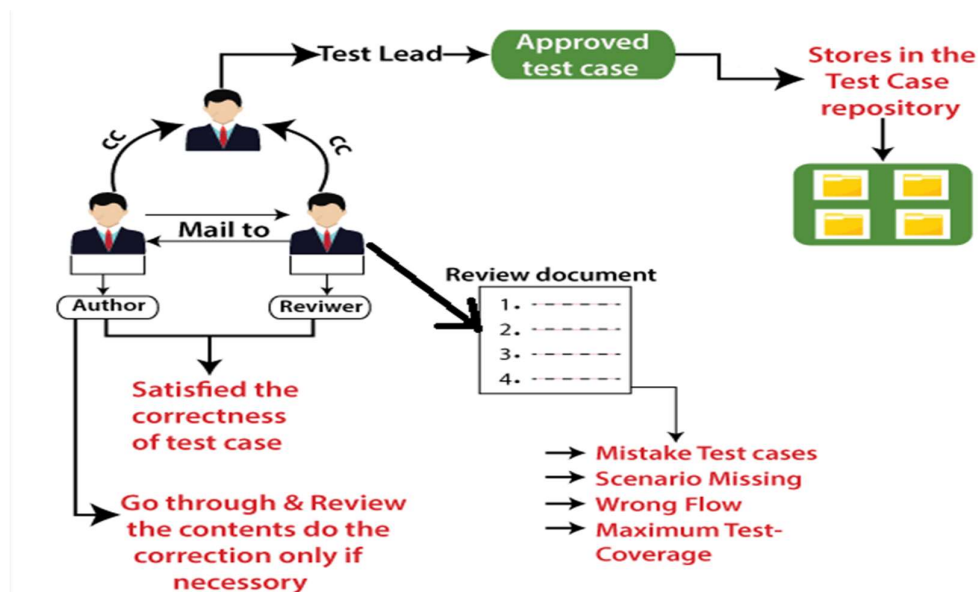 Test Lead
Approved
test case
Stores in the
Test Case
repository
cc
cc
Mail to
Author
Reviwer
Review document
1.
2.
3.
4.
Satisfied the
correctness
of test case
Mistake Test cases
Scenario Missing
Wrong Flow
Maximum Test-
Coverage
Go through & Review
the contents do the
correction only if
necessary